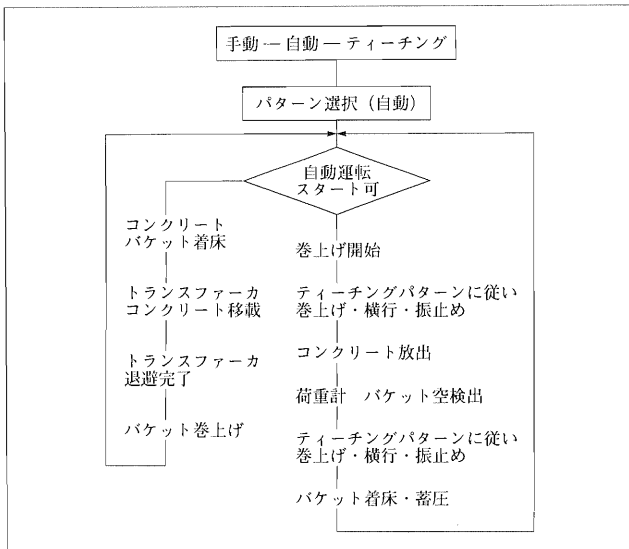 手動―自動―ティーチング
パターン選択（自動）
自動運転
スタート可
コンクリート
バケット着床
トランスファーカ
コンクリート移載
トランスファーカ
退避完了
バケット巻上げ
巻上げ開始
ティーチングパターンに従い
巻上げ・横行・振止め
コンクリート放出
荷重計　バケット空検出
ティーチングパターンに従い
巻上げ・横行・振止め
バケット着床・蓄圧